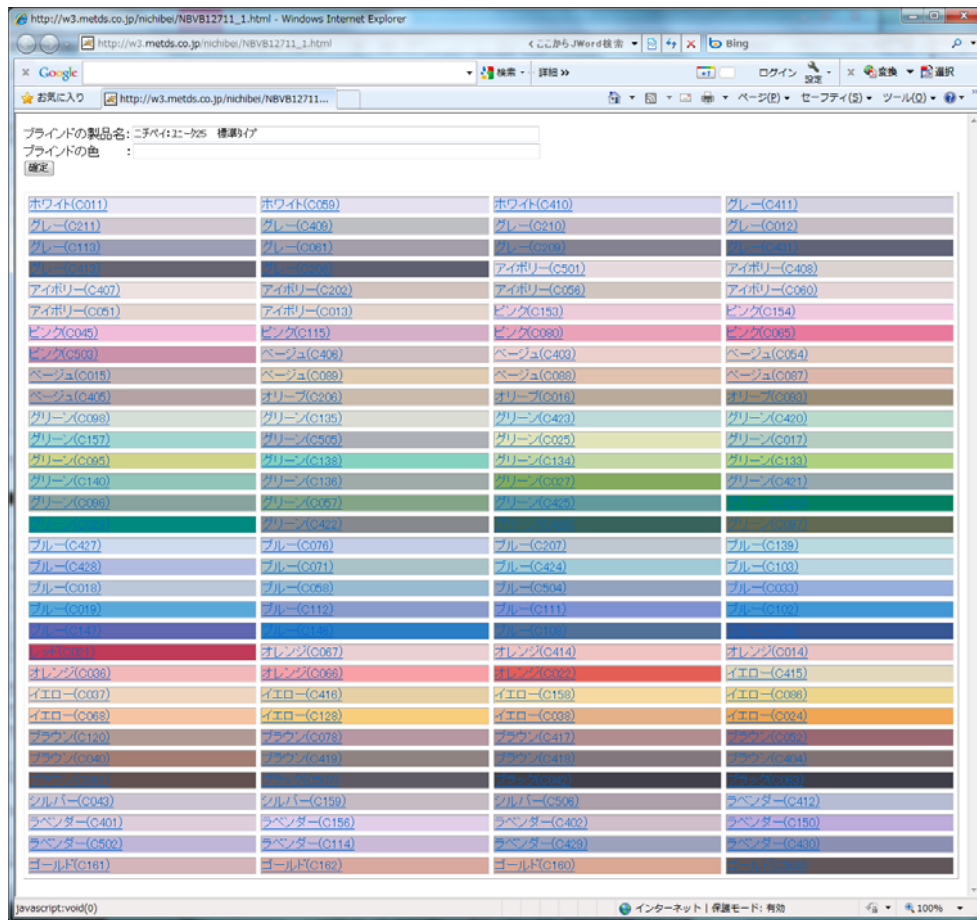 http://w3.metds.co.jp/nichibei/NBVB12711_1.html - Windows Internet Explorer
http://w3.metds.co.jp/nichibei/NBVB12711_1.html くここからJWord検索 Bing
× Google 検索 詳細 » ログイン 設定 × 変換 選択
お気に入り http://w3.metds.co.jp/nichibei/NBVB12711... ページ(P) セーフティ(S) ツール(O)
ブラインドの製品名: ニチベイ:ユニーク25 標準タイプ
ブラインドの色 :
確定
ホワイト(C011) ホワイト(C059) ホワイト(C410) グレー(C411)
グレー(C211) グレー(C409) グレー(C210) グレー(C012)
グレー(C113) グレー(C061) グレー(C209) グレー(C431)
アイボリー(C501) アイボリー(C408)
アイボリー(C407) アイボリー(C202) アイボリー(C056) アイボリー(C060)
アイボリー(C051) アイボリー(C013) ピンク(C153) ピンク(C154)
ピンク(C045) ピンク(C115) ピンク(C080) ピンク(C065)
ピンク(C503) ベージュ(C406) ベージュ(C403) ベージュ(C054)
ベージュ(C015) ベージュ(C089) ベージュ(C088) ベージュ(C087)
ベージュ(C405) オリーブ(C206) オリーブ(C016) オリーブ(C093)
グリーン(C098) グリーン(C135) グリーン(C423) グリーン(C420)
グリーン(C157) グリーン(C505) グリーン(C025) グリーン(C017)
グリーン(C095) グリーン(C138) グリーン(C134) グリーン(C133)
グリーン(C140) グリーン(C136) グリーン(C027) グリーン(C421)
グリーン(C096) グリーン(C057) グリーン(C425)
グリーン(C422) グリーン(C097)
ブルー(C427) ブルー(C076) ブルー(C207) ブルー(C139)
ブルー(C428) ブルー(C071) ブルー(C424) ブルー(C103)
ブルー(C018) ブルー(C058) ブルー(C504) ブルー(C033)
ブルー(C019) ブルー(C112) ブルー(C111) ブルー(C102)
ブルー(C147) ブルー(C146) ブルー(C108)
レッド(C021) オレンジ(C067) オレンジ(C414) オレンジ(C014)
オレンジ(C036) オレンジ(C066) オレンジ(C022) イエロー(C415)
イエロー(C037) イエロー(C416) イエロー(C158) イエロー(C086)
イエロー(C068) イエロー(C128) イエロー(C038) イエロー(C024)
ブラウン(C120) ブラウン(C078) ブラウン(C417) ブラウン(C052)
ブラウン(C040) ブラウン(C419) ブラウン(C418) ブラウン(C404)
シルバー(C043) シルバー(C159) シルバー(C506) ラベンダー(C412)
ラベンダー(C401) ラベンダー(C156) ラベンダー(C402) ラベンダー(C150)
ラベンダー(C502) ラベンダー(C114) ラベンダー(C429) ラベンダー(C430)
ゴールド(C161) ゴールド(C162) ゴールド(C160)
javascript:void(0) インターネット | 保護モード: 有効 100%